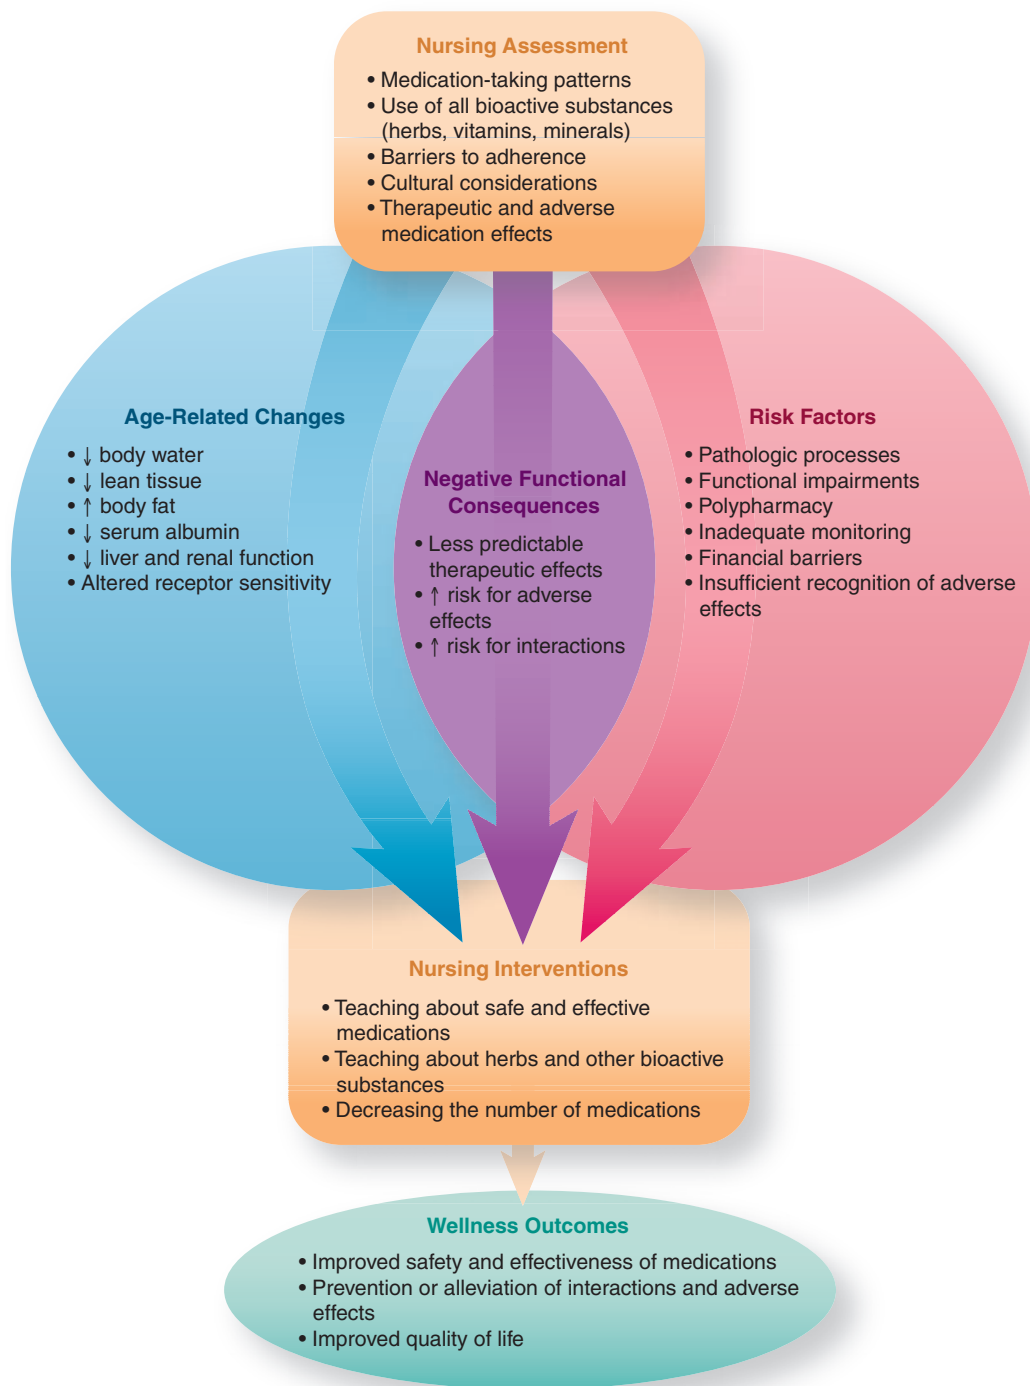 Nursing Assessment
• Medication-taking patterns
• Use of all bioactive substances
(herbs, vitamins, minerals)
• Barriers to adherence
• Cultural considerations
• Therapeutic and adverse
medication effects
Age-Related Changes
• ↓ body water
• ↓ lean tissue
• ↑ body fat
• ↓ serum albumin
• ↓ liver and renal function
• Altered receptor sensitivity
Negative Functional
Consequences
• Less predictable
therapeutic effects
• ↑ risk for adverse
effects
• ↑ risk for interactions
Risk Factors
• Pathologic processes
• Functional impairments
• Polypharmacy
• Inadequate monitoring
• Financial barriers
• Insufficient recognition of adverse
effects
Nursing Interventions
• Teaching about safe and effective
medications
• Teaching about herbs and other bioactive
substances
• Decreasing the number of medications
Wellness Outcomes
• Improved safety and effectiveness of medications
• Prevention or alleviation of interactions and adverse
effects
• Improved quality of life